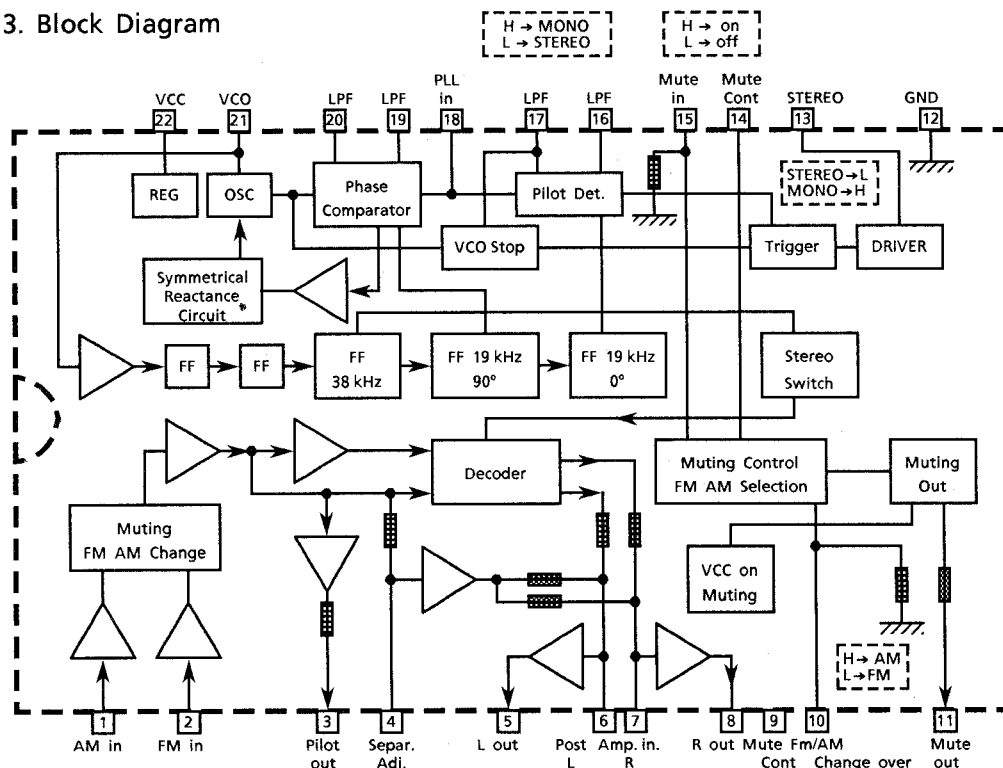 3. Block Diagram
H → MONO
L → STEREO
H → on
L → off
VCC
VCO
LPF
LPF
PLL
in
LPF
LPF
Mute
in
Mute
Cont
STEREO
GND
22
21
20
19
18
17
16
15
14
13
12
REG
OSC
Phase
Comparator
Pilot Det.
STEREO→L
MONO→H
VCO Stop
Trigger
DRIVER
Symmetrical
Reactance
Circuit
FF
FF
FF
38 kHz
FF 19 kHz
90°
FF 19 kHz
0°
Stereo
Switch
Decoder
Muting Control
FM AM Selection
Muting
Out
Muting
FM AM Change
VCC on
Muting
H→ AM
L→FM
1
2
3
4
5
6
7
8
9
10
11
AM in
FM in
Pilot
out
Separ.
Adj.
L out
Post Amp. in.
L R
R out
Mute
Cont
Fm/AM
Change over
Mute
out